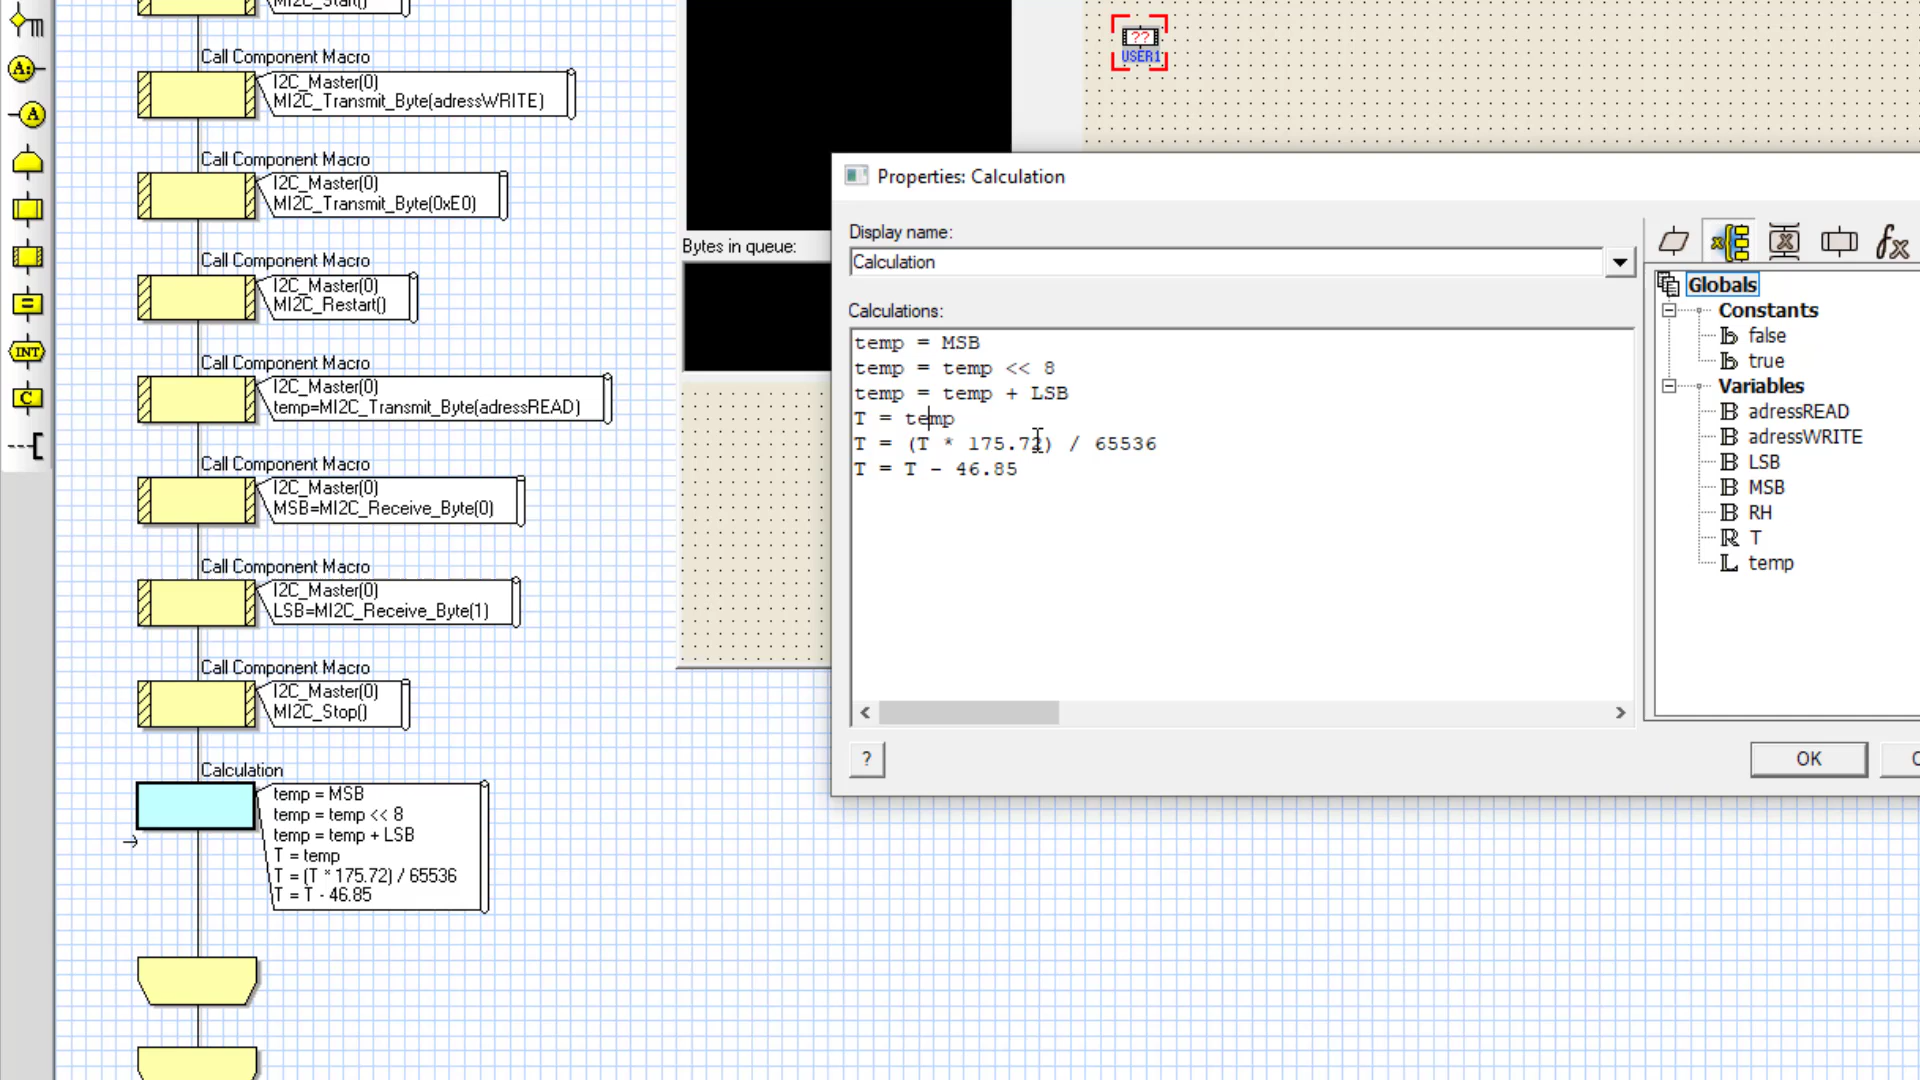 MI2C_Start()
Call Component Macro
I2C_Master(0)
MI2C_Transmit_Byte(adressWRITE)
Call Component Macro
I2C_Master(0)
MI2C_Transmit_Byte(0xE0)
Call Component Macro
I2C_Master(0)
MI2C_Restart()
Call Component Macro
I2C_Master(0)
temp=MI2C_Transmit_Byte(adressREAD)
Call Component Macro
I2C_Master(0)
MSB=MI2C_Receive_Byte(0)
Call Component Macro
I2C_Master(0)
LSB=MI2C_Receive_Byte(1)
Call Component Macro
I2C_Master(0)
MI2C_Stop()
Calculation
temp = MSB
temp = temp << 8
temp = temp + LSB
T = temp
T = (T * 175.72) / 65536
T = T - 46.85
A:
A
=
INT
C
Bytes in queue:
??
USER1
Properties: Calculation
Display name:
Calculation
Calculations:
temp = MSB
temp = temp << 8
temp = temp + LSB
T = temp
T = (T * 175.72) / 65536
T = T - 46.85
?
fx
Globals
Constants
false
true
Variables
adressREAD
adressWRITE
LSB
MSB
RH
T
temp
OK